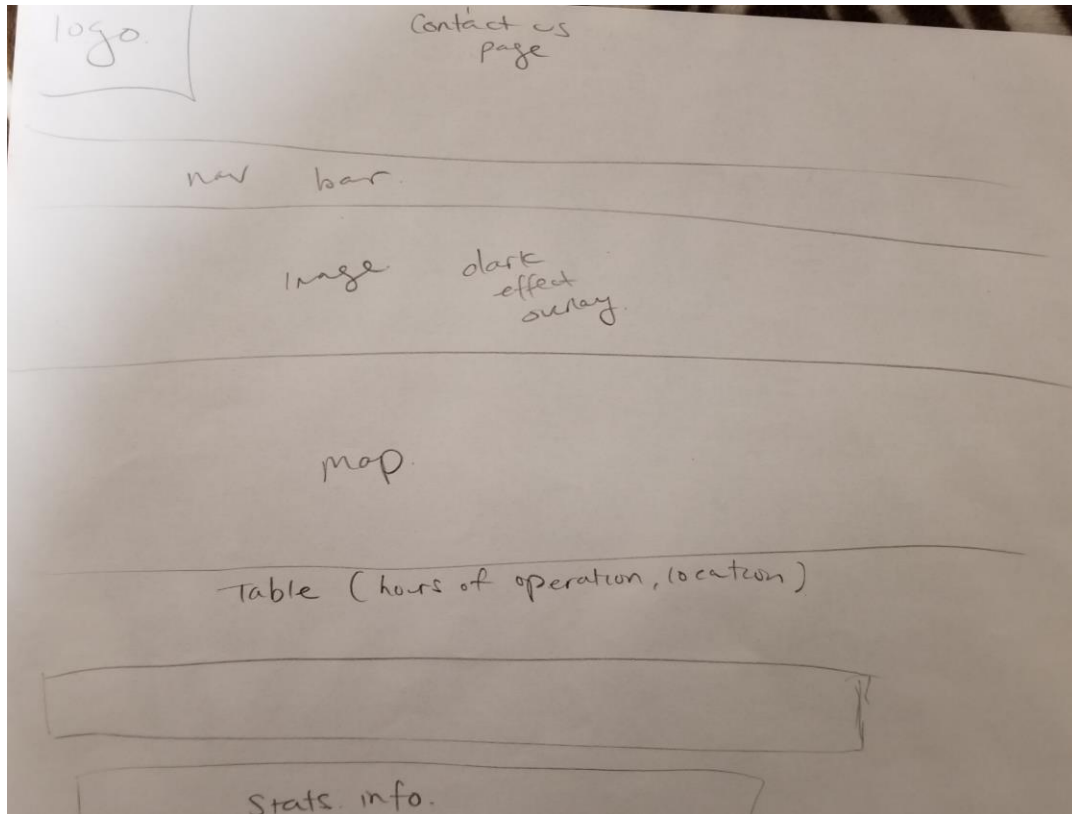 logo.
Contact us
page
nav bar.
Image dark
effect
overlay.
map.
Table (hours of operation, location)
Stats. info.